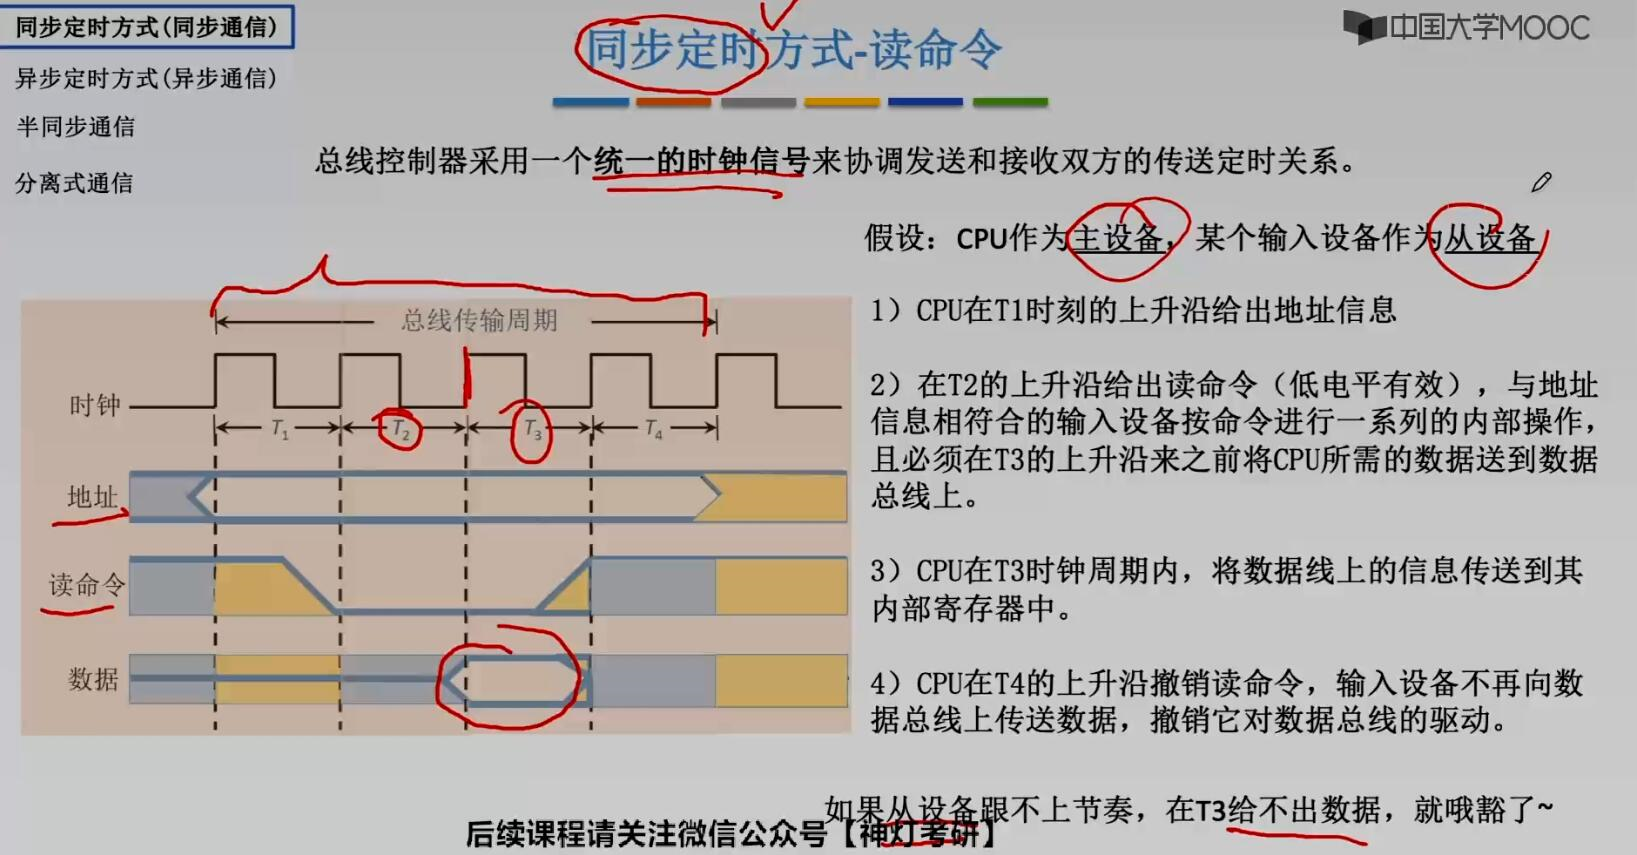 同步定时方式(同步通信)
异步定时方式(异步通信)
半同步通信
分离式通信
同步定时方式-读命令
中国大学MOOC
总线控制器采用一个统一的时钟信号来协调发送和接收双方的传送定时关系。
假设：CPU作为主设备，某个输入设备作为从设备
总线传输周期
时钟
T1 T2 T3 T4
地址
读命令
数据
1）CPU在T1时刻的上升沿给出地址信息
2）在T2的上升沿给出读命令（低电平有效），与地址
信息相符合的输入设备按命令进行一系列的内部操作，
且必须在T3的上升沿来之前将CPU所需的数据送到数据
总线上。
3）CPU在T3时钟周期内，将数据线上的信息传送到其
内部寄存器中。
4）CPU在T4的上升沿撤销读命令，输入设备不再向数
据总线上传送数据，撤销它对数据总线的驱动。
如果从设备跟不上节奏，在T3给不出数据，就哦豁了~
后续课程请关注微信公众号【神灯考研】